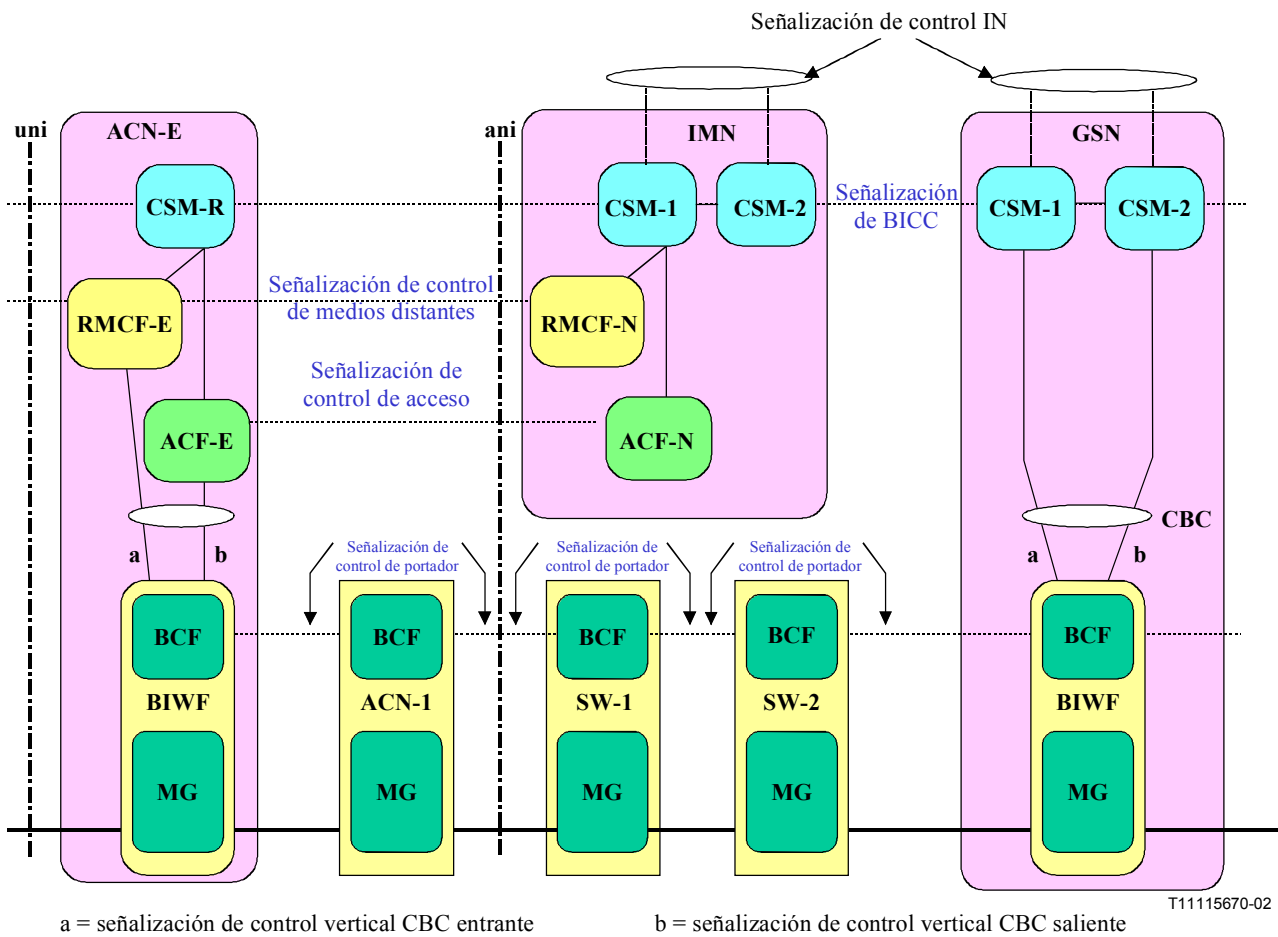 Señalización de control IN
uni
ACN-E
ani
IMN
GSN
CSM-R
CSM-1
CSM-2
Señalización
de BICC
CSM-1
CSM-2
Señalización de control
de medios distantes
RMCF-E
RMCF-N
Señalización de
control de acceso
ACF-E
ACF-N
CBC
a
b
a
b
Señalización de
control de portador
Señalización de
control de portador
Señalización de
control de portador
BCF
BCF
BCF
BCF
BCF
BIWF
ACN-1
SW-1
SW-2
BIWF
MG
MG
MG
MG
MG
T11115670-02
a = señalización de control vertical CBC entrante
b = señalización de control vertical CBC saliente